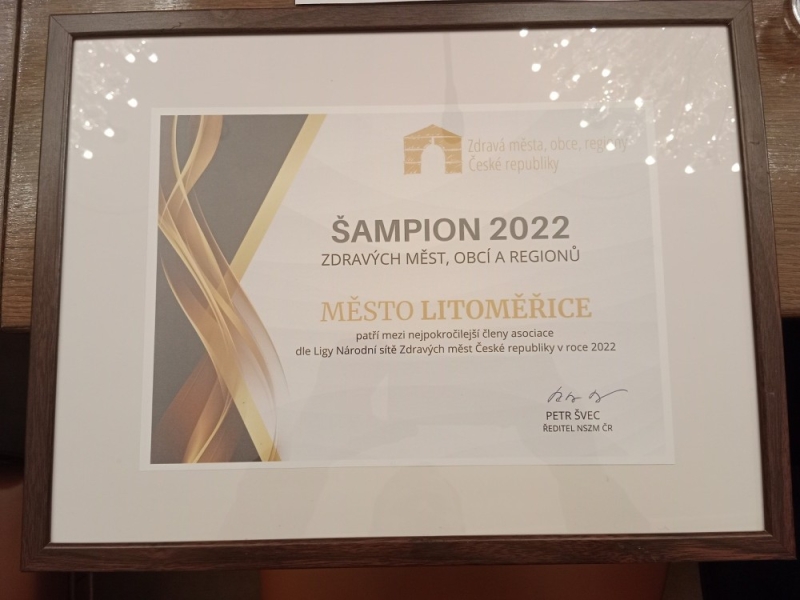 Zdravá města, obce, regiony
České republiky
ŠAMPION 2022
ZDRAVÝCH MĚST, OBCÍ A REGIONŮ
MĚSTO LITOMĚŘICE
patří mezi nejpokročilejší členy asociace
dle Ligy Národní sítě Zdravých měst České republiky v roce 2022
PETR ŠVEC
ŘEDITEL NSZM ČR